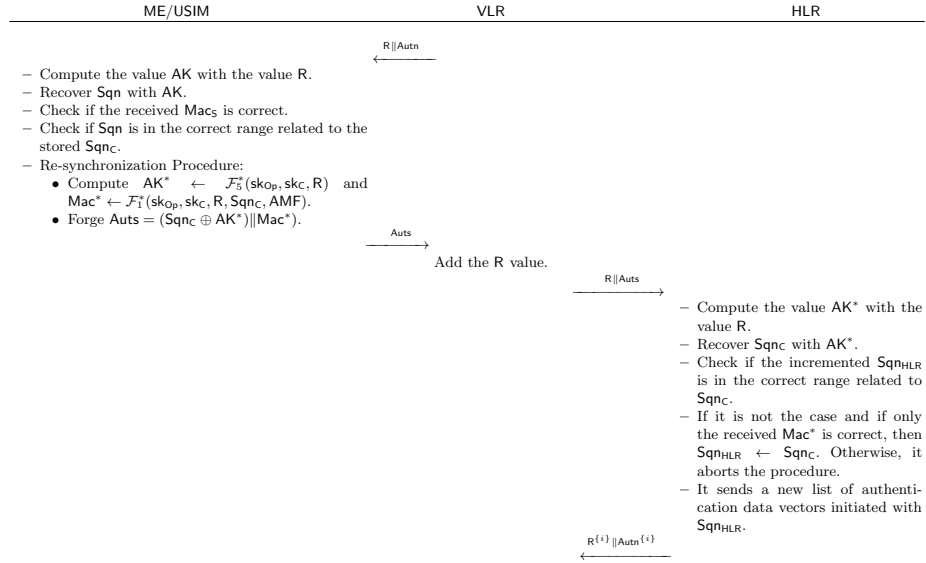 ME/USIM VLR HLR
R∥Autn
– Compute the value AK with the value R.
– Recover Sqn with AK.
– Check if the received Mac_S is correct.
– Check if Sqn is in the correct range related to the
stored Sqn_C.
– Re-synchronization Procedure:
• Compute AK* ← F₅*(sk_Op, sk_C, R) and
Mac* ← F₁*(sk_Op, sk_C, R, Sqn_C, AMF).
• Forge Auts = (Sqn_C ⊕ AK*)∥Mac*).
Auts
Add the R value.
R∥Auts
– Compute the value AK* with the
value R.
– Recover Sqn_C with AK*.
– Check if the incremented Sqn_HLR
is in the correct range related to
Sqn_C.
– If it is not the case and if only
the received Mac* is correct, then
Sqn_HLR ← Sqn_C. Otherwise, it
aborts the procedure.
– It sends a new list of authenti-
cation data vectors initiated with
Sqn_HLR.
R^{i}∥Autn^{i}